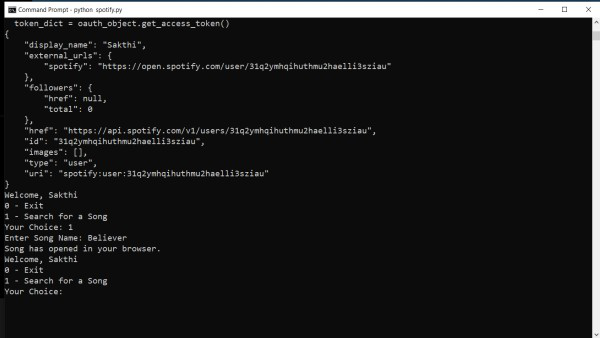 Command Prompt - python spotify.py
token_dict = oauth_object.get_access_token()
{
    "display_name": "Sakthi",
    "external_urls": {
        "spotify": "https://open.spotify.com/user/31q2ymhqihuthmu2haelli3sziau"
    },
    "followers": {
        "href": null,
        "total": 0
    },
    "href": "https://api.spotify.com/v1/users/31q2ymhqihuthmu2haelli3sziau",
    "id": "31q2ymhqihuthmu2haelli3sziau",
    "images": [],
    "type": "user",
    "uri": "spotify:user:31q2ymhqihuthmu2haelli3sziau"
}
Welcome, Sakthi
0 - Exit
1 - Search for a Song
Your Choice: 1
Enter Song Name: Believer
Song has opened in your browser.
Welcome, Sakthi
0 - Exit
1 - Search for a Song
Your Choice: